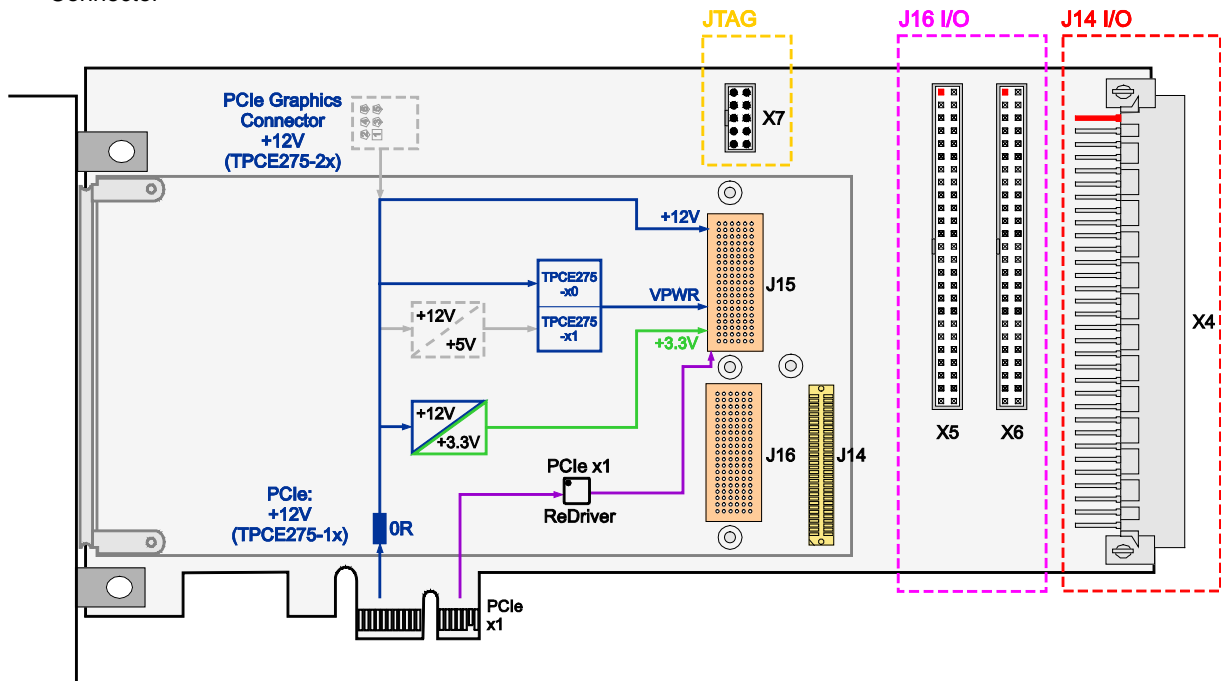 Connector
JTAG
J16 I/O
J14 I/O
PCIe Graphics
Connector
+12V
(TPCE275-2x)
X7
+12V
TPCE275
-x0
J15
VPWR
+12V
+5V
TPCE275
-x1
+3.3V
X4
+12V
+3.3V
X5
X6
PCIe x1
J16
J14
ReDriver
PCIe:
+12V
(TPCE275-1x)
0R
PCIe
x1